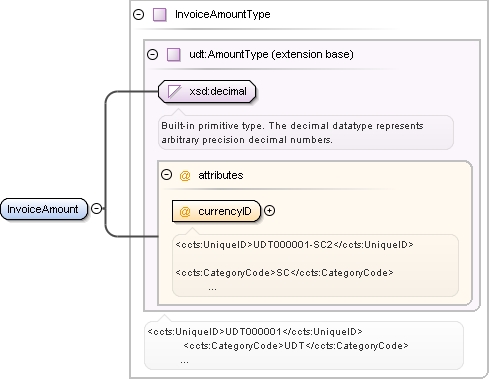 InvoiceAmountType
udt:AmountType (extension base)
xsd:decimal
Built-in primitive type. The decimal datatype represents
arbitrary precision decimal numbers.
@ attributes
InvoiceAmount
@ currencyID
<ccts:UniqueID>UDT000001-SC2</ccts:UniqueID>
<ccts:CategoryCode>SC</ccts:CategoryCode>
...
<ccts:UniqueID>UDT000001</ccts:UniqueID>
<ccts:CategoryCode>UDT</ccts:CategoryCode>
...